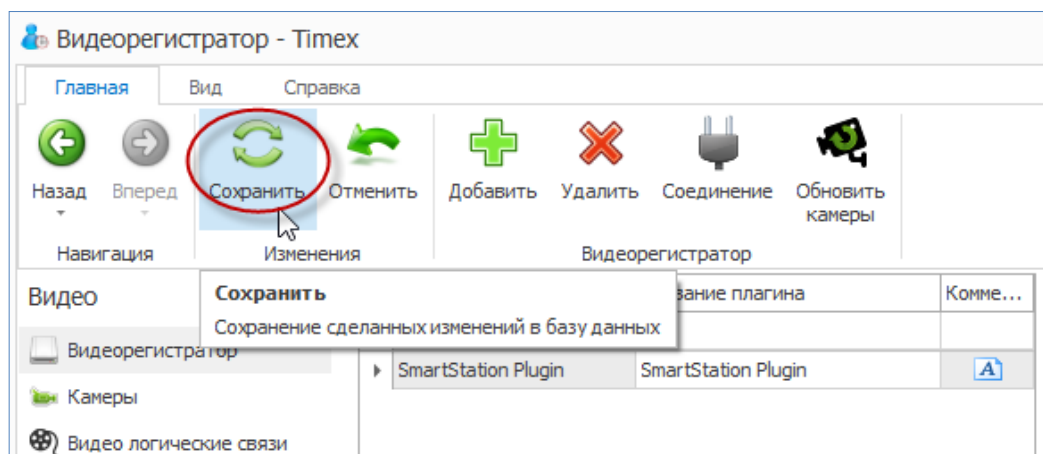 Видеорегистратор - Timex
Главная Вид Справка
Назад Вперед Сохранить Отменить Добавить Удалить Соединение Обновить
камеры
Навигация Изменения Видеорегистратор
Видео Сохранить вание плагина Комме...
Сохранение сделанных изменений в базу данных
Видеорегистратор
SmartStation Plugin SmartStation Plugin A
Камеры
Видео логические связи